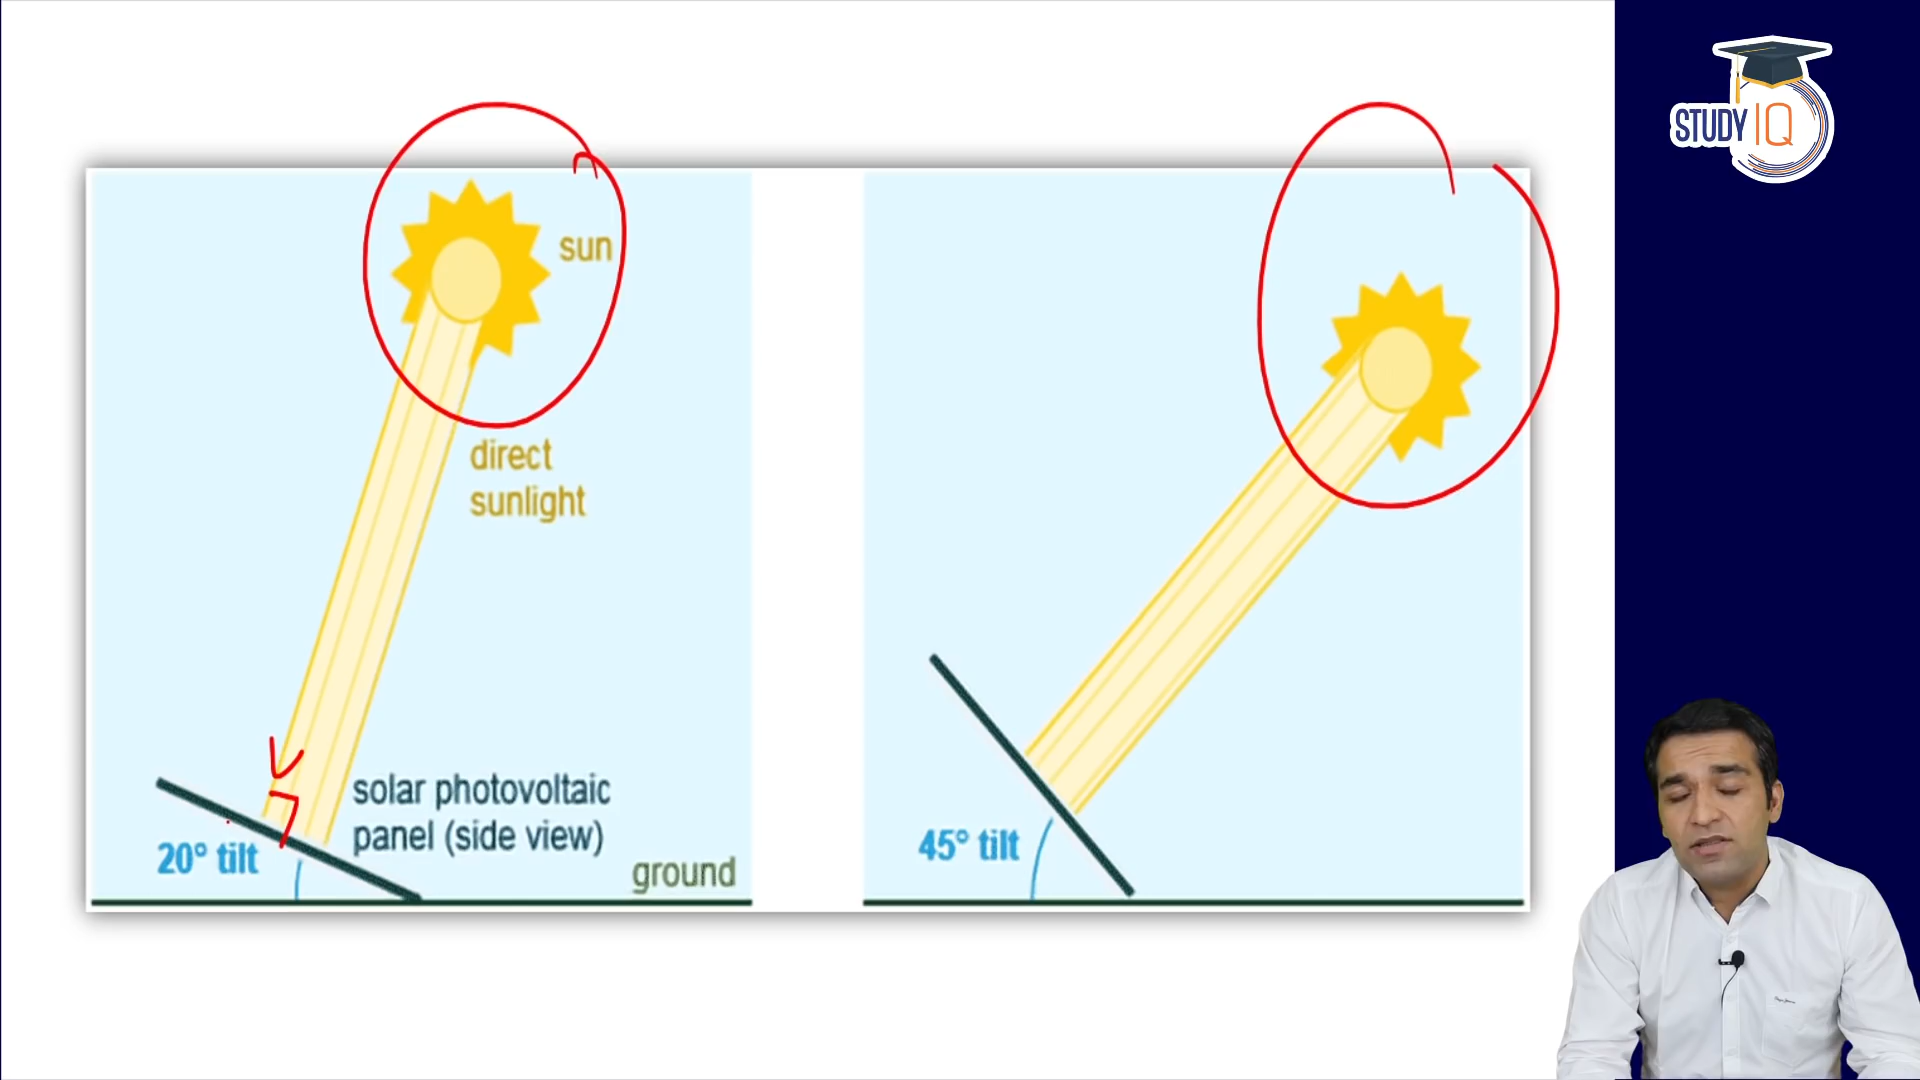 STUDY IQ
sun
direct
sunlight
solar photovoltaic
panel (side view)
20° tilt
ground
45° tilt